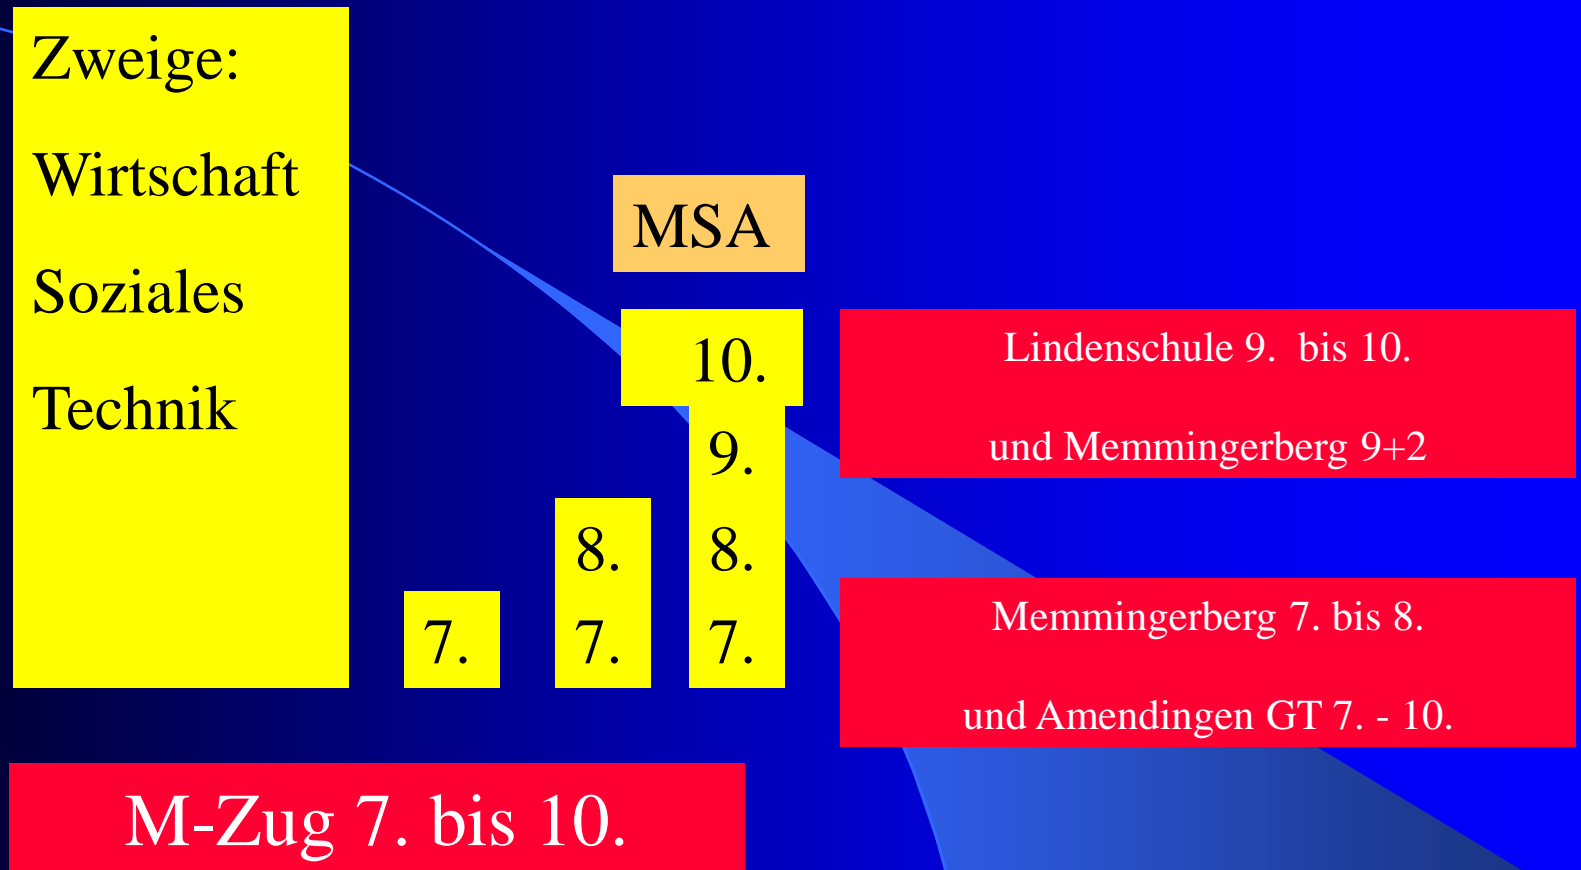 Zweige:
Wirtschaft
Soziales
Technik
MSA
10.
9.
8.
8.
7.
7.
7.
Lindenschule 9. bis 10.
und Memmingerberg 9+2
Memmingerberg 7. bis 8.
und Amendingen GT 7. - 10.
M-Zug 7. bis 10.